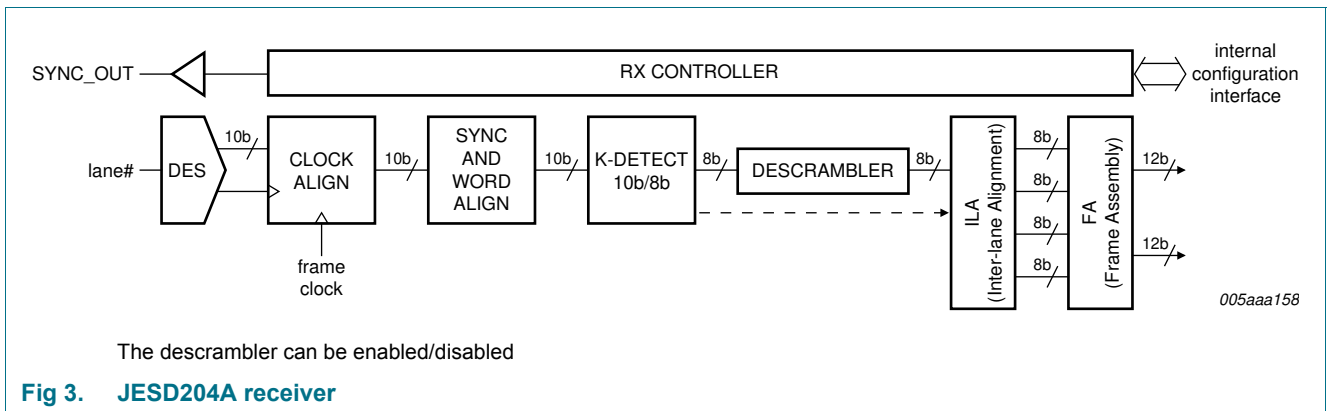 SYNC_OUT
RX CONTROLLER
internal
configuration
interface
lane#
DES
10b
CLOCK
ALIGN
frame
clock
10b
SYNC
AND
WORD
ALIGN
10b
K-DETECT
10b/8b
8b
DESCRAMBLER
8b
ILA
(Inter-lane Alignment)
8b
8b
8b
8b
FA
(Frame Assembly)
12b
12b
005aaa158
The descrambler can be enabled/disabled
Fig 3. JESD204A receiver